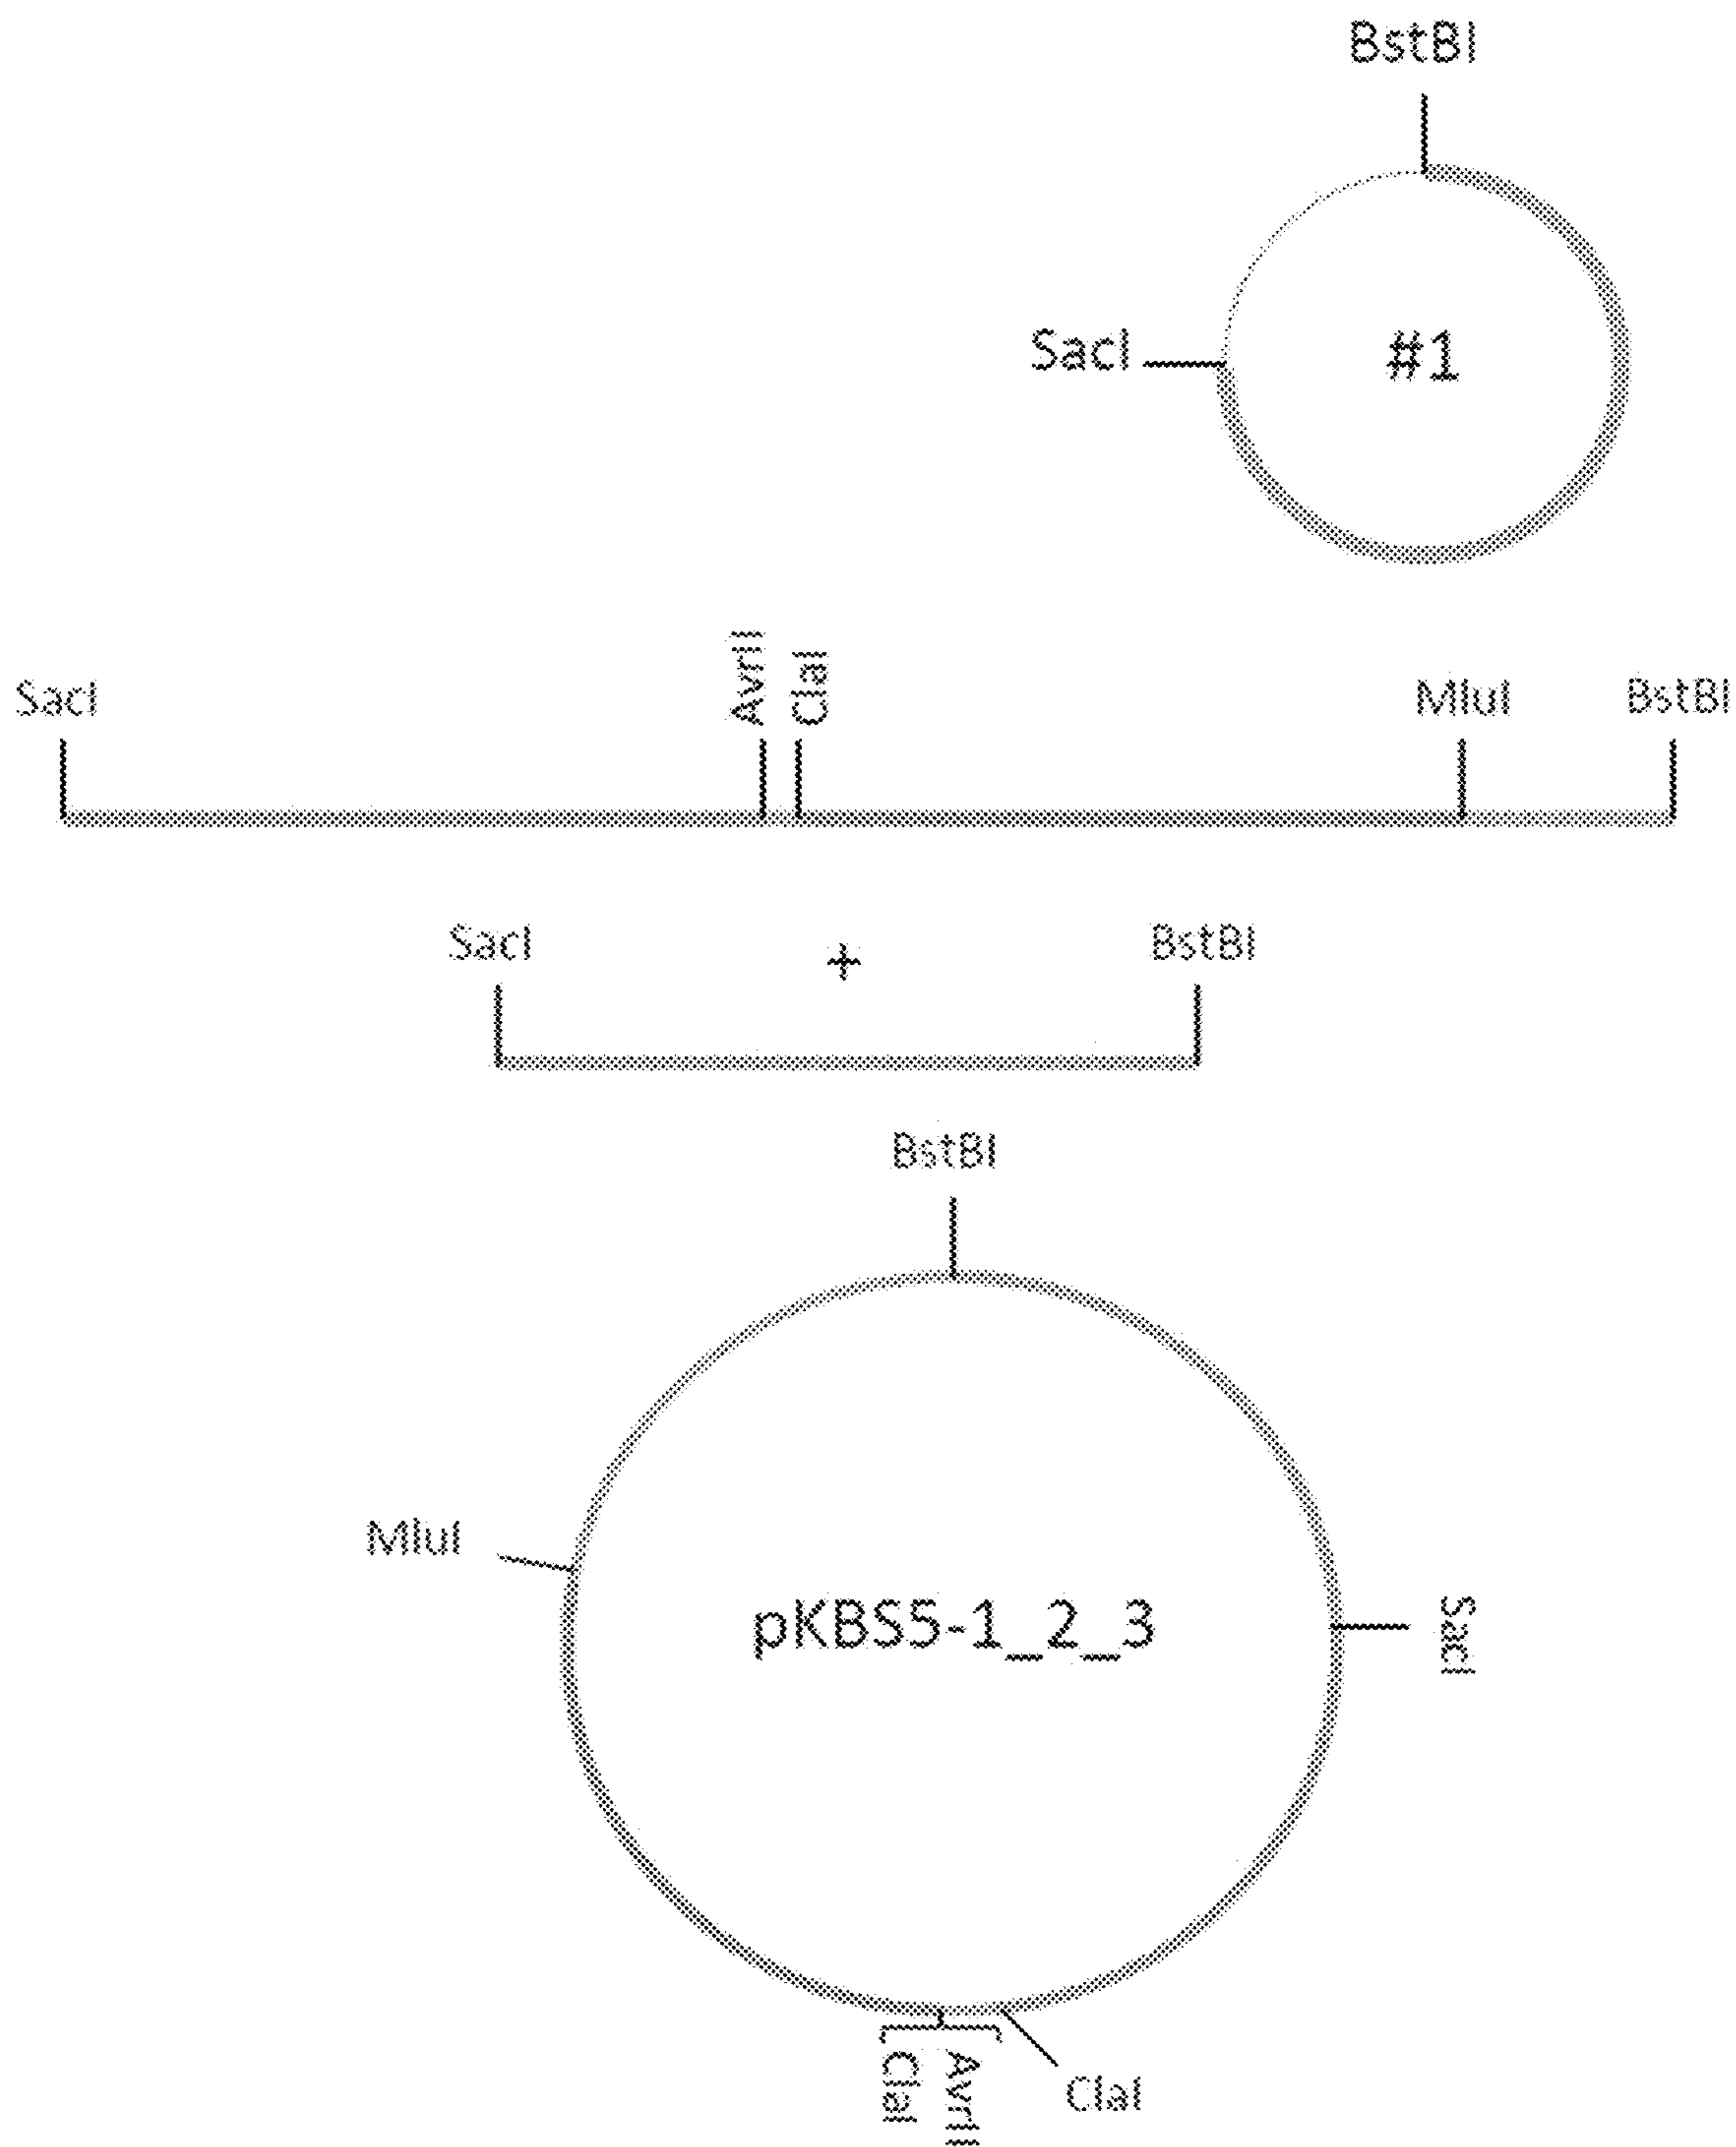 BstBI
SacI
#1
SacI
AvrII
ClaI
MluI
BstBI
SacI
+
BstBI
BstBI
MluI
pKBS5-1_2_3
SacI
ClaI
AvrII
ClaI